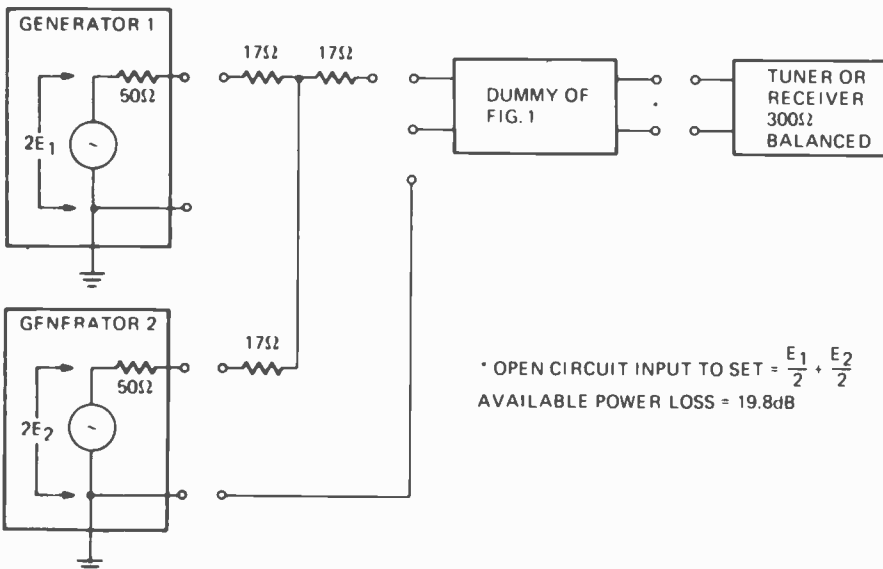 GENERATOR 1
50Ω
2E1
~
17Ω
17Ω
DUMMY OF
FIG. 1
TUNER OR
RECEIVER
300Ω
BALANCED
GENERATOR 2
50Ω
2E2
~
17Ω
* OPEN CIRCUIT INPUT TO SET = E1/2 + E2/2
AVAILABLE POWER LOSS = 19.8dB